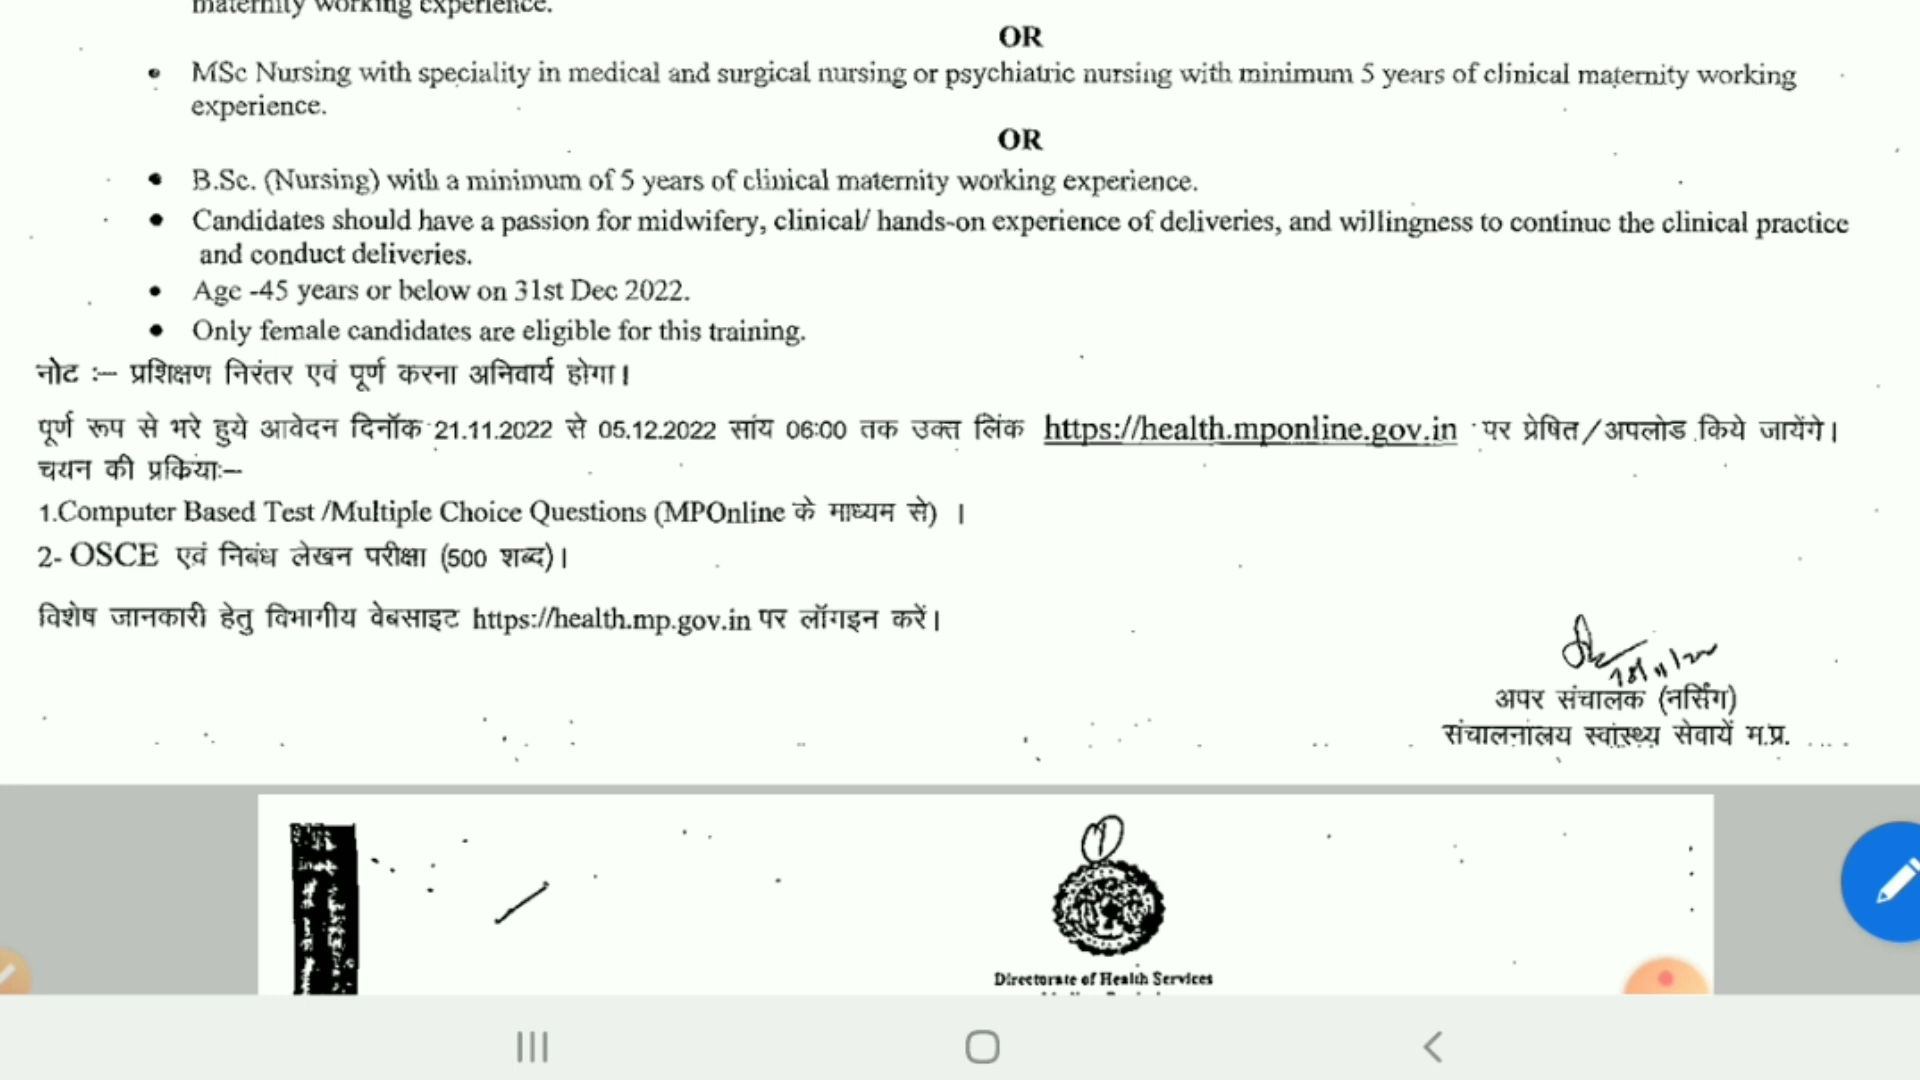 maternity working experience.
OR
• MSc Nursing with speciality in medical and surgical nursing or psychiatric nursing with minimum 5 years of clinical maternity working
experience.
OR
• B.Sc. (Nursing) with a minimum of 5 years of clinical maternity working experience.
• Candidates should have a passion for midwifery, clinical/ hands-on experience of deliveries, and willingness to continue the clinical practice
and conduct deliveries.
• Age -45 years or below on 31st Dec 2022.
• Only female candidates are eligible for this training.
नोट :– प्रशिक्षण निरंतर एवं पूर्ण करना अनिवार्य होगा।
पूर्ण रूप से भरे हुये आवेदन दिनॉक 21.11.2022 से 05.12.2022 सांय 06:00 तक उक्त लिंक https://health.mponline.gov.in पर प्रेषित/अपलोड किये जायेंगे।
चयन की प्रकिया:–
1.Computer Based Test /Multiple Choice Questions (MPOnline के माध्यम से) ।
2- OSCE एवं निबंध लेखन परीक्षा (500 शब्द)।
विशेष जानकारी हेतु विभागीय वेबसाइट https://health.mp.gov.in पर लॉगइन करें।
अपर संचालक (नर्सिंग)
संचालनालय स्वास्थ्य सेवायें म.प्र.
Directorate of Health Services